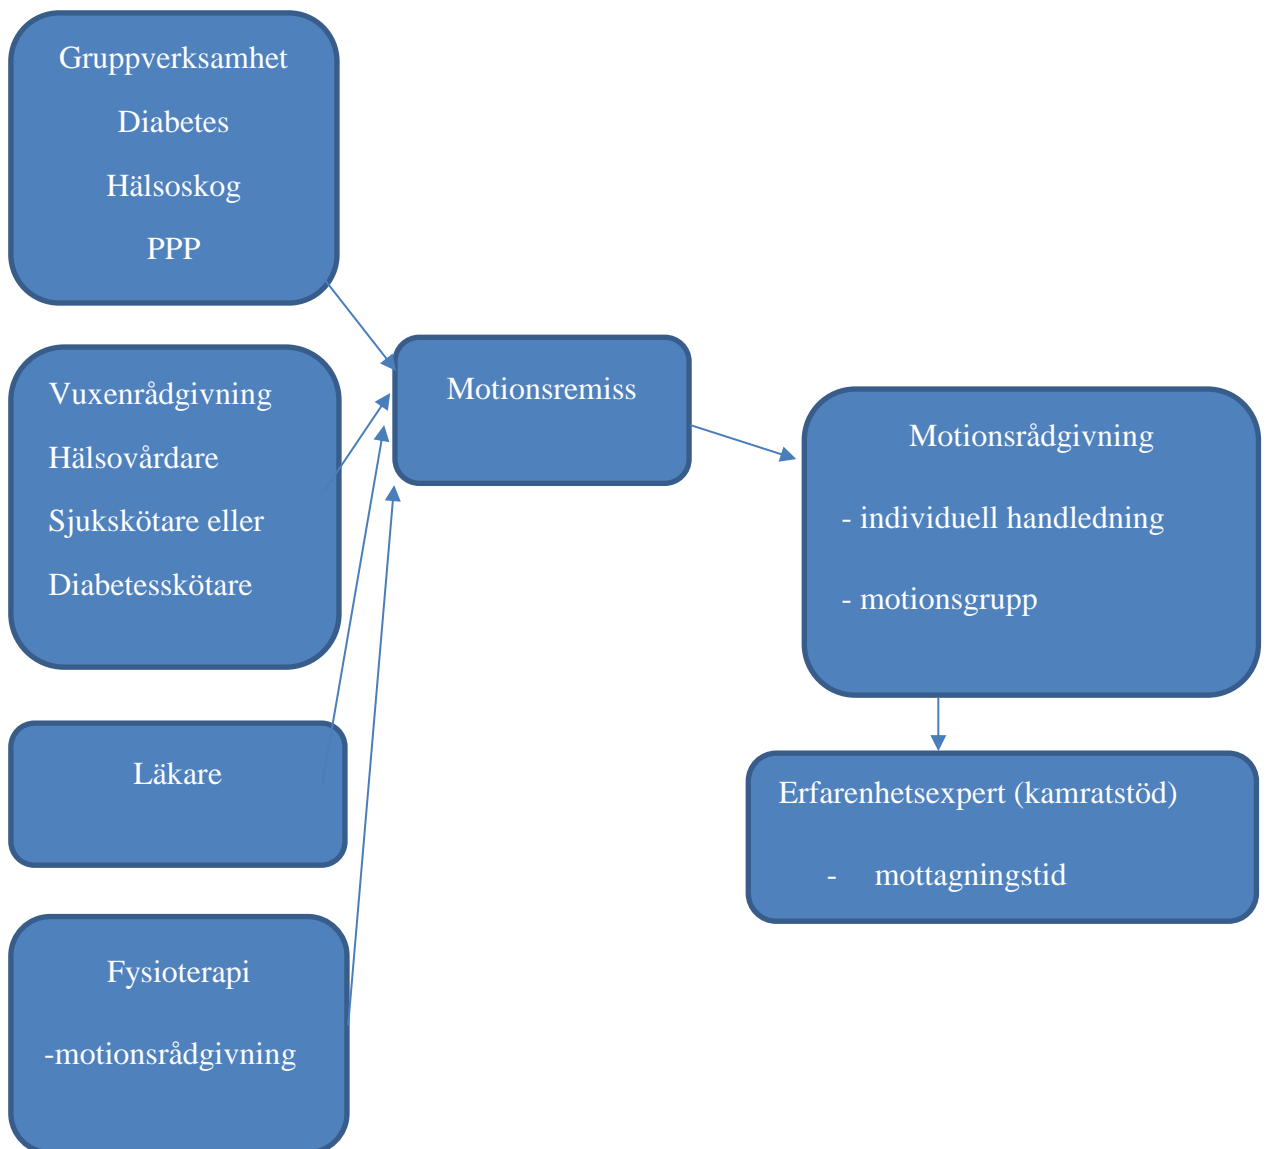 Gruppverksamhet
Diabetes
Hälsoskog
PPP
Vuxenrådgivning
Hälsovårdare
Sjukskötare eller
Diabetesskötare
Läkare
Fysioterapi
-motionsrådgivning
Motionsremiss
Motionsrådgivning
- individuell handledning
- motionsgrupp
Erfarenhetsexpert (kamratstöd)
- mottagningstid